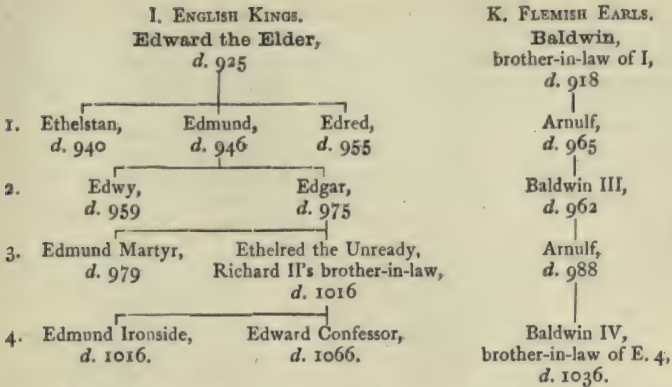 I. ENGLISH KINGS.
Edward the Elder,
d. 925
1. Ethelstan, Edmund, Edred,
d. 940 d. 946 d. 955
2. Edwy, Edgar,
d. 959 d. 975
3. Edmund Martyr, Ethelred the Unready,
d. 979 Richard II's brother-in-law,
d. 1016
4. Edmund Ironside, Edward Confessor,
d. 1016. d. 1066.
K. FLEMISH EARLS.
Baldwin,
brother-in-law of I,
d. 918
Arnulf,
d. 965
Baldwin III,
d. 962
Arnulf,
d. 988
Baldwin IV,
brother-in-law of E. 4,
d. 1036.